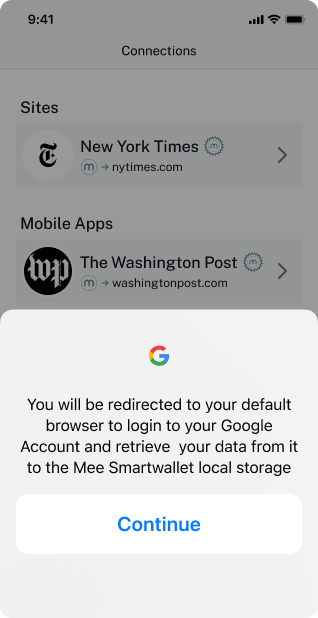 9:41
Connections
Sites
New York Times
m → nytimes.com
Mobile Apps
The Washington Post
m → washingtonpost.com
You will be redirected to your default
browser to login to your Google
Account and retrieve  your data from it
to the Mee Smartwallet local storage
Continue